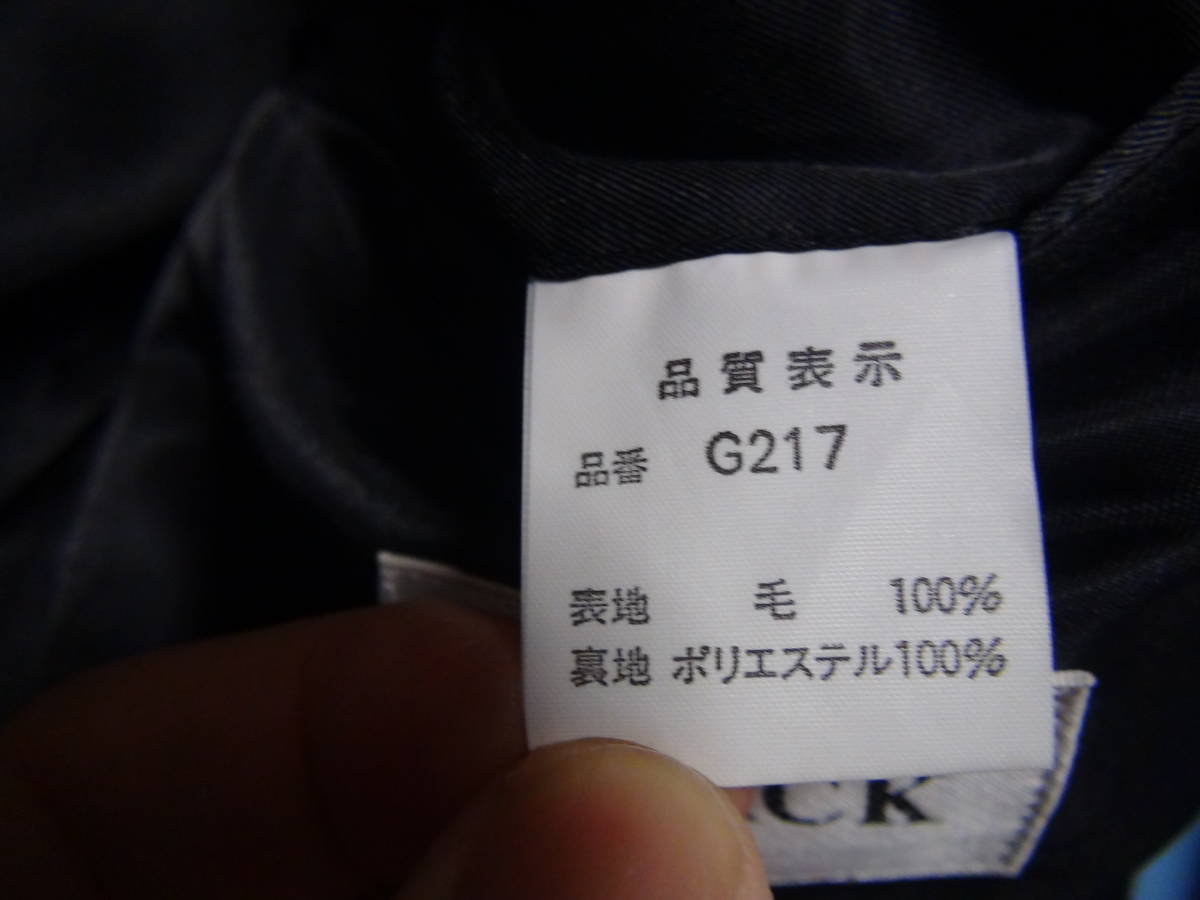 品質表示
品番 G217
表地 毛 100%
裏地 ポリエステル100%
CK